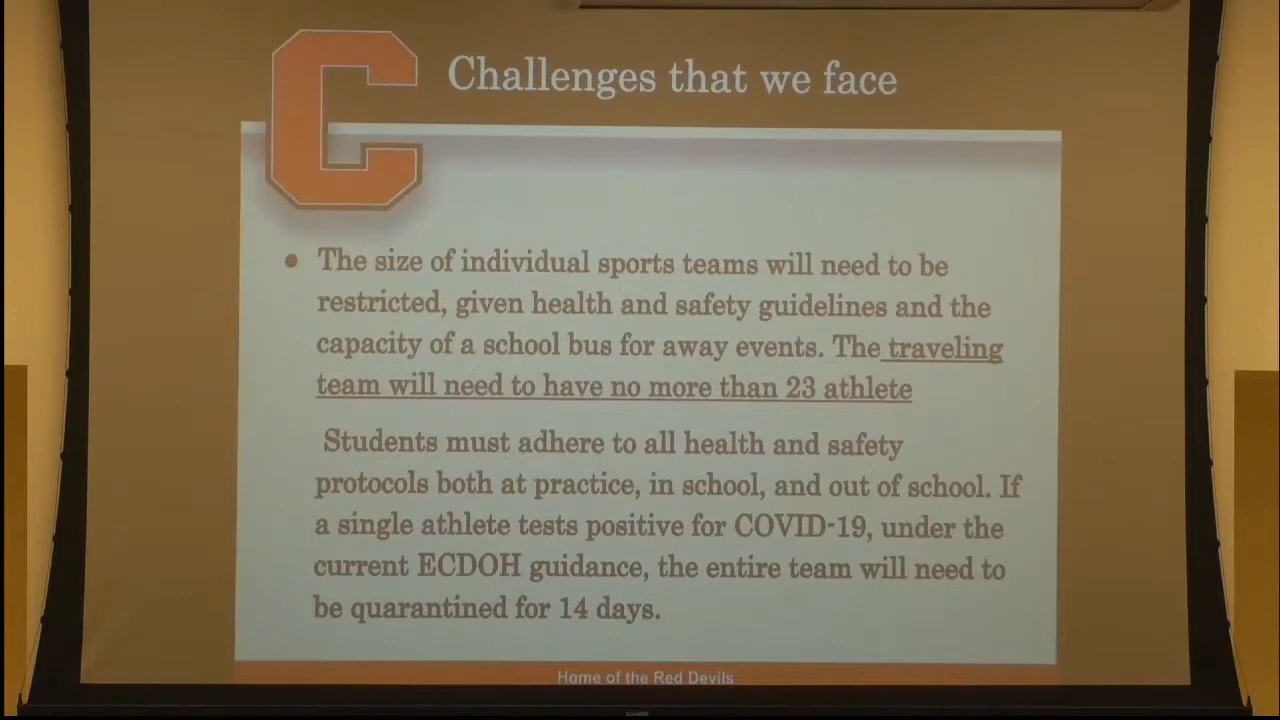 C
Challenges that we face
• The size of individual sports teams will need to be
restricted, given health and safety guidelines and the
capacity of a school bus for away events. The traveling
team will need to have no more than 23 athlete
Students must adhere to all health and safety
protocols both at practice, in school, and out of school. If
a single athlete tests positive for COVID-19, under the
current ECDOH guidance, the entire team will need to
be quarantined for 14 days.
Home of the Red Devils